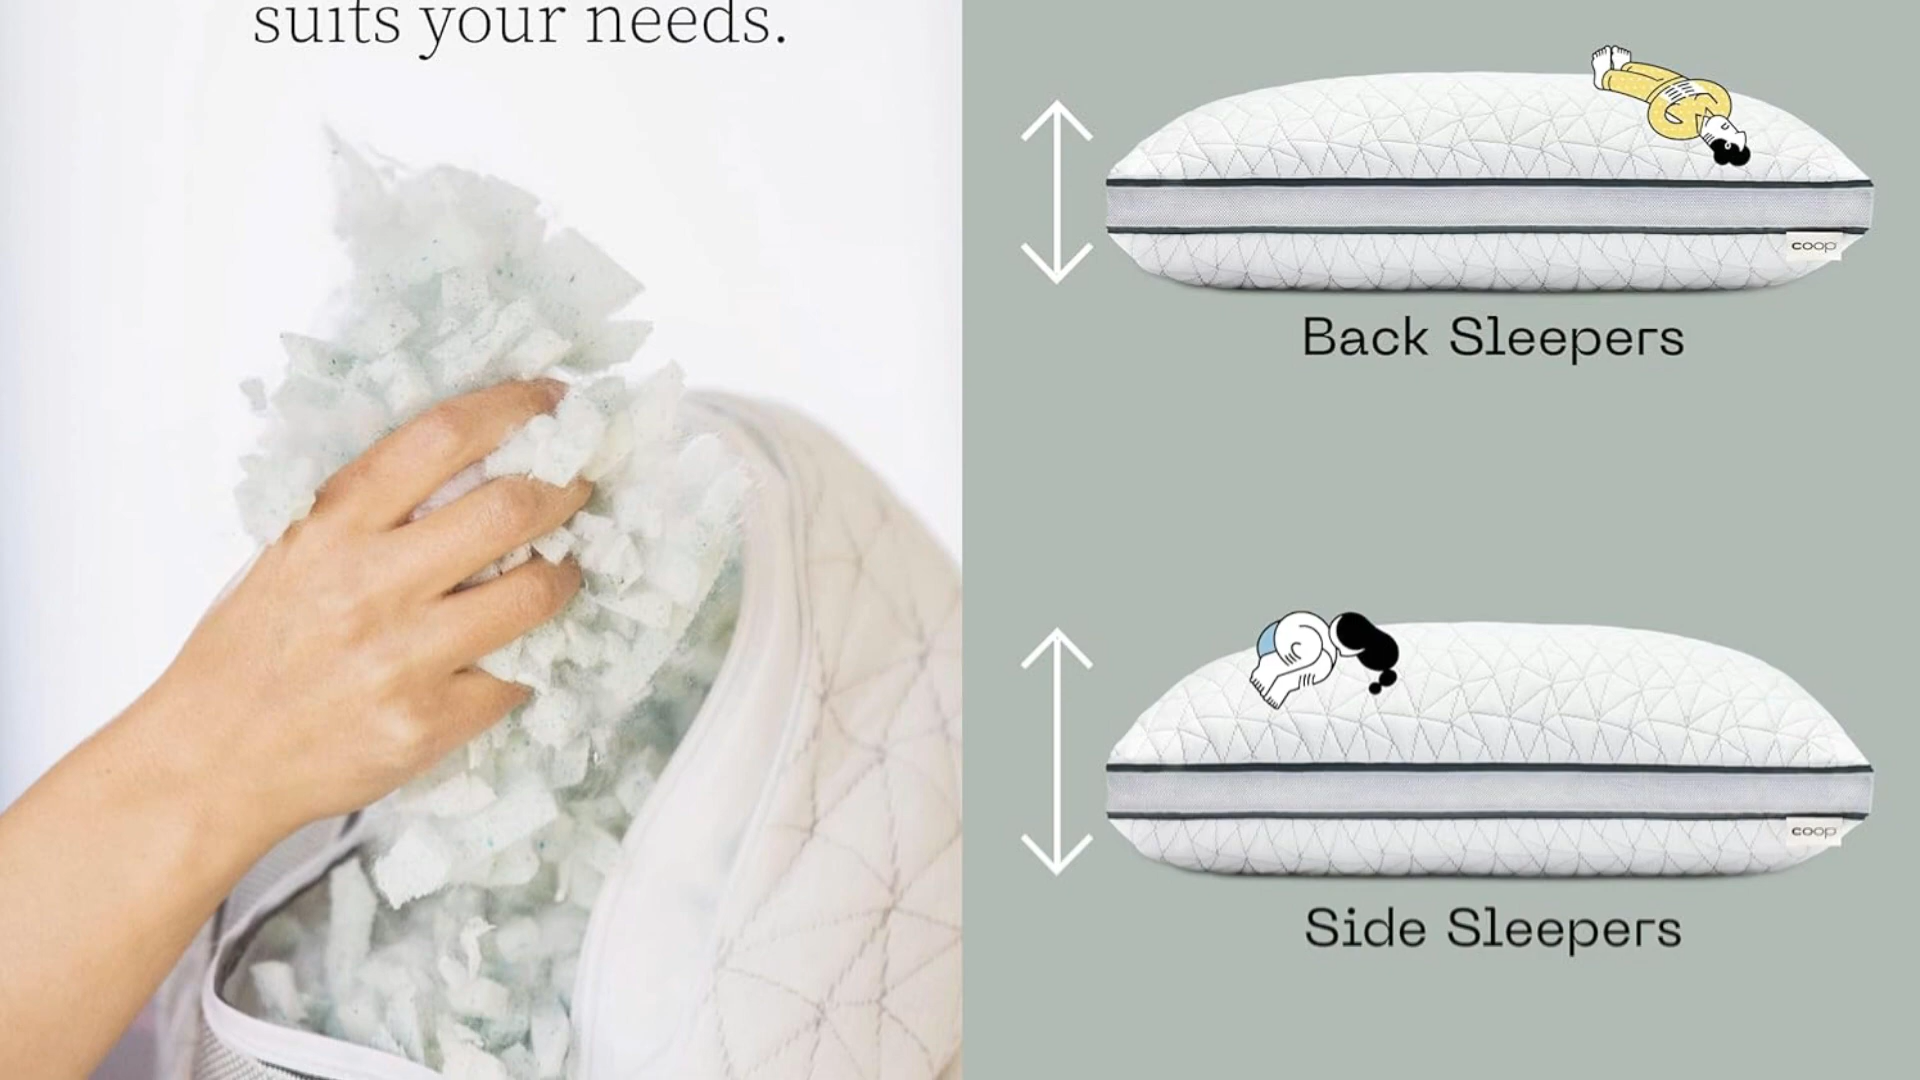 suits your needs.
coop
Back Sleepers
coop
Side Sleepers